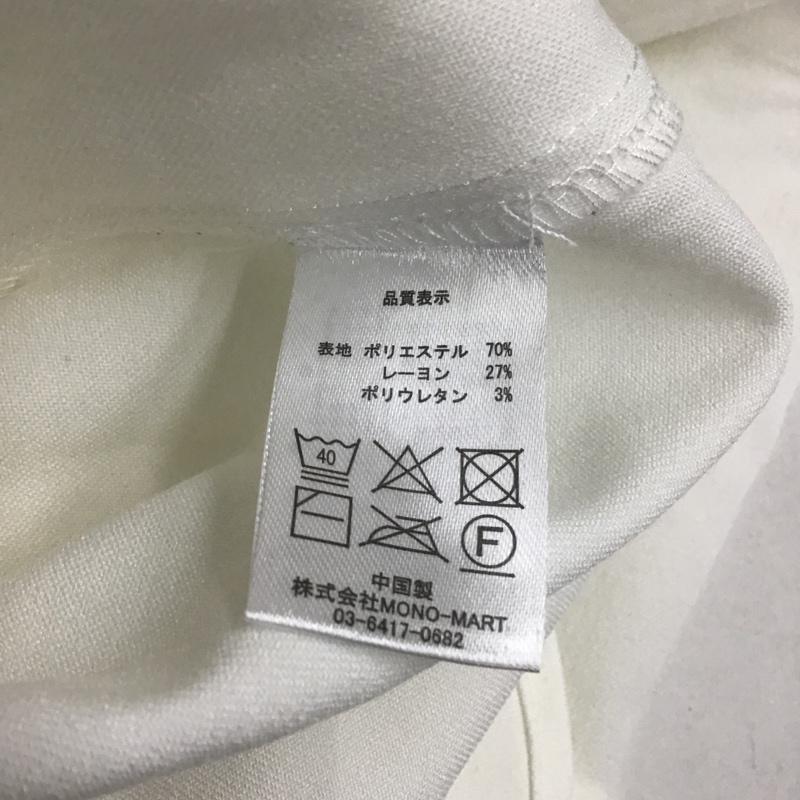 品質表示
表地 ポリエステル 70%
レーヨン 27%
ポリウレタン 3%
40
F
中国製
株式会社MONO-MART
03-6417-0682